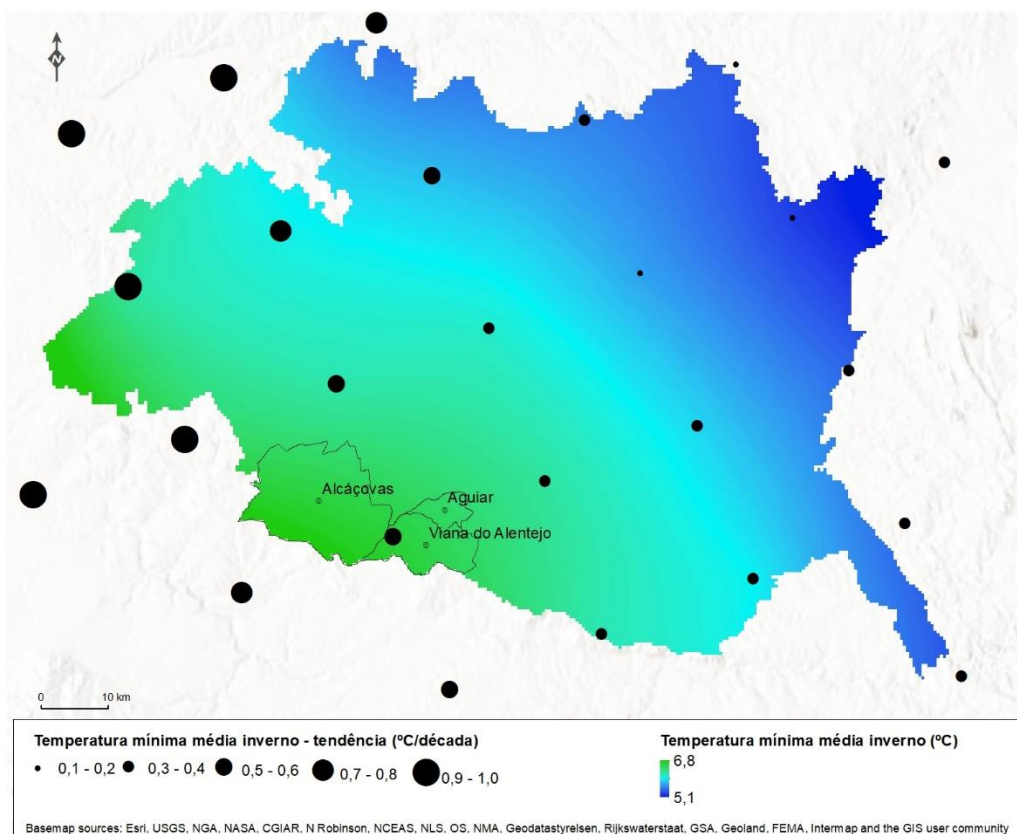 N
Alcáçovas
Aguiar
Viana do Alentejo
0 10 km
Temperatura mínima média inverno - tendência (ºC/década)
0,1 - 0,2 0,3 - 0,4 0,5 - 0,6 0,7 - 0,8 0,9 - 1,0
Temperatura mínima média inverno (ºC)
6,8
5,1
Basemap sources: Esri, USGS, NGA, NASA, CGIAR, N Robinson, NCEAS, NLS, OS, NMA, Geodatastyrelsen, Rijkswaterstaat, GSA, Geoland, FEMA, Intermap and the GIS user community